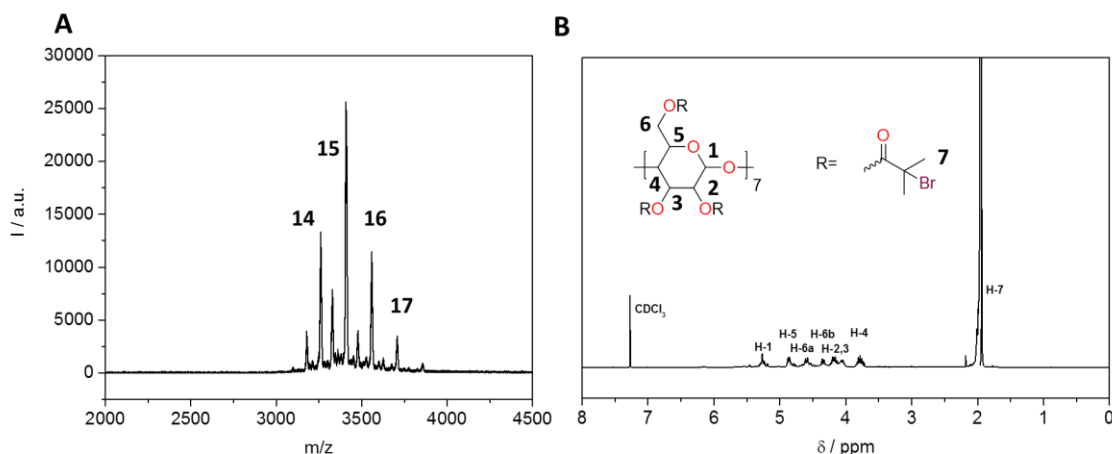 A
I / a.u.
30000
25000
20000
15000
10000
5000
0
14
15
16
17
2000 2500 3000 3500 4000 4500
m/z
B
OR
6
5
O
1
O
7
4
RO
3
2
OR
R=
O
7
Br
CDCl3
H-1
H-5
H-6a
H-6b
H-2,3
H-4
H-7
8 7 6 5 4 3 2 1 0
δ / ppm